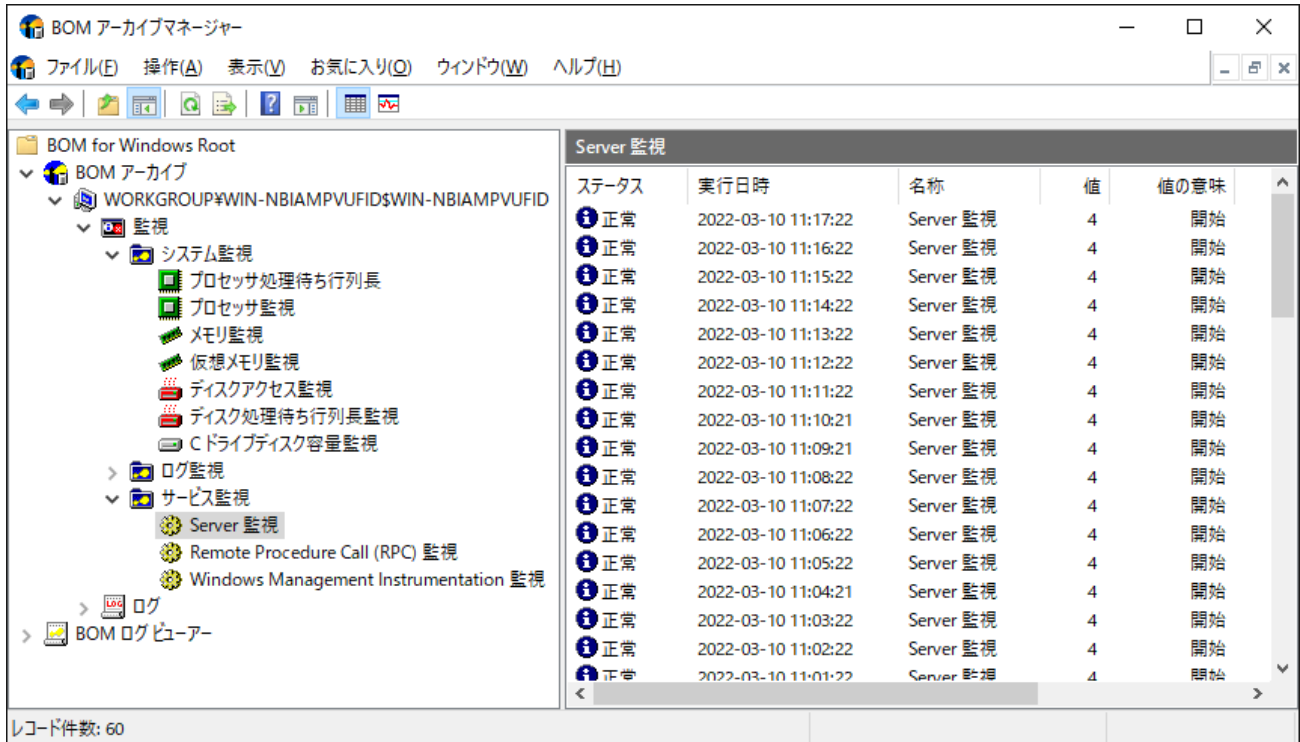 BOM アーカイブマネージャー
ファイル(F) 操作(A) 表示(V) お気に入り(O) ウィンドウ(W) ヘルプ(H)
BOM for Windows Root
BOM アーカイブ
WORKGROUP¥WIN-NBIAMPVUFID$WIN-NBIAMPVUFID
監視
システム監視
プロセッサ処理待ち行列長
プロセッサ監視
メモリ監視
仮想メモリ監視
ディスクアクセス監視
ディスク処理待ち行列長監視
C ドライブディスク容量監視
ログ監視
サービス監視
Server 監視
Remote Procedure Call (RPC) 監視
Windows Management Instrumentation 監視
ログ
BOM ログ ビューアー
Server 監視
ステータス 実行日時 名称 値 値の意味
正常 2022-03-10 11:17:22 Server 監視 4 開始
正常 2022-03-10 11:16:22 Server 監視 4 開始
正常 2022-03-10 11:15:22 Server 監視 4 開始
正常 2022-03-10 11:14:22 Server 監視 4 開始
正常 2022-03-10 11:13:22 Server 監視 4 開始
正常 2022-03-10 11:12:22 Server 監視 4 開始
正常 2022-03-10 11:11:22 Server 監視 4 開始
正常 2022-03-10 11:10:21 Server 監視 4 開始
正常 2022-03-10 11:09:21 Server 監視 4 開始
正常 2022-03-10 11:08:22 Server 監視 4 開始
正常 2022-03-10 11:07:22 Server 監視 4 開始
正常 2022-03-10 11:06:22 Server 監視 4 開始
正常 2022-03-10 11:05:22 Server 監視 4 開始
正常 2022-03-10 11:04:21 Server 監視 4 開始
正常 2022-03-10 11:03:22 Server 監視 4 開始
正常 2022-03-10 11:02:22 Server 監視 4 開始
正常 2022-03-10 11:01:22 Server 監視 4 開始
レコード件数: 60